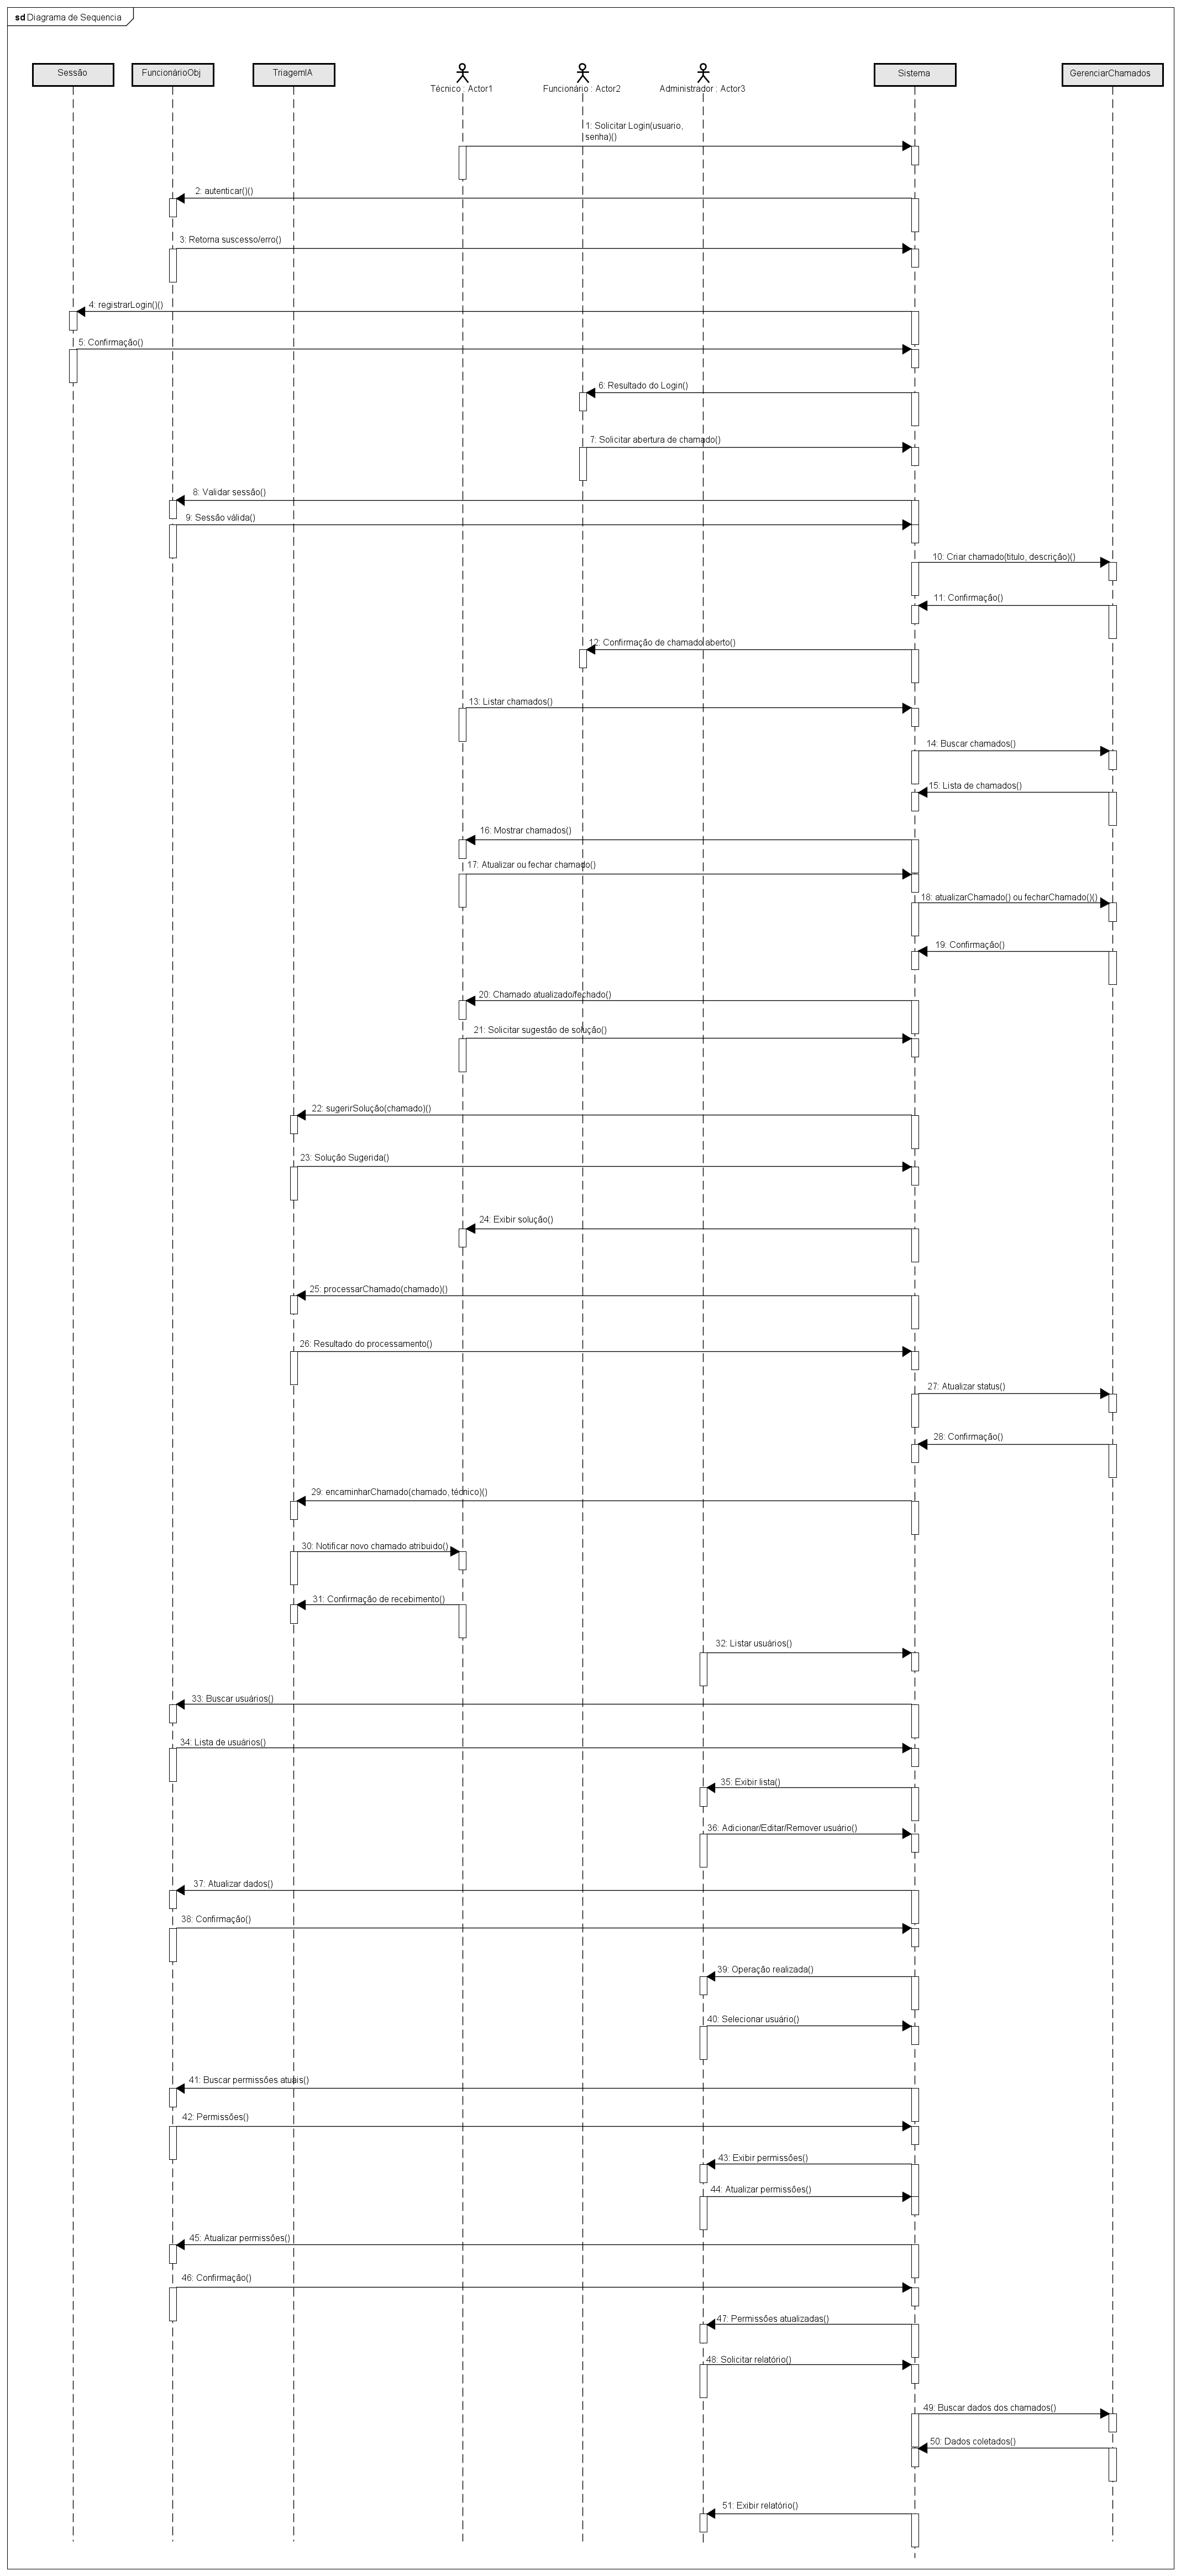 sd Diagrama de Sequencia
Sessão
FuncionárioObj
TriagemIA
Técnico : Actor1
Funcionário : Actor2
Administrador : Actor3
Sistema
GerenciarChamados
1: Solicitar Login(usuario,
senha)()
2: autenticar()()
3: Retorna suscesso/erro()
4: registrarLogin()()
5: Confirmação()
6: Resultado do Login()
7: Solicitar abertura de chamado()
8: Validar sessão()
9: Sessão válida()
10: Criar chamado(titulo, descrição)()
11: Confirmação()
12: Confirmação de chamado aberto()
13: Listar chamados()
14: Buscar chamados()
15: Lista de chamados()
16: Mostrar chamados()
17: Atualizar ou fechar chamado()
18: atualizarChamado() ou fecharChamado()()
19: Confirmação()
20: Chamado atualizado/fechado()
21: Solicitar sugestão de solução()
22: sugerirSolução(chamado)()
23: Solução Sugerida()
24: Exibir solução()
25: processarChamado(chamado)()
26: Resultado do processamento()
27: Atualizar status()
28: Confirmação()
29: encaminharChamado(chamado, técnico)()
30: Notificar novo chamado atribuido()
31: Confirmação de recebimento()
32: Listar usuários()
33: Buscar usuários()
34: Lista de usuários()
35: Exibir lista()
36: Adicionar/Editar/Remover usuário()
37: Atualizar dados()
38: Confirmação()
39: Operação realizada()
40: Selecionar usuário()
41: Buscar permissões atuais()
42: Permissões()
43: Exibir permissões()
44: Atualizar permissões()
45: Atualizar permissões()
46: Confirmação()
47: Permissões atualizadas()
48: Solicitar relatório()
49: Buscar dados dos chamados()
50: Dados coletados()
51: Exibir relatório()